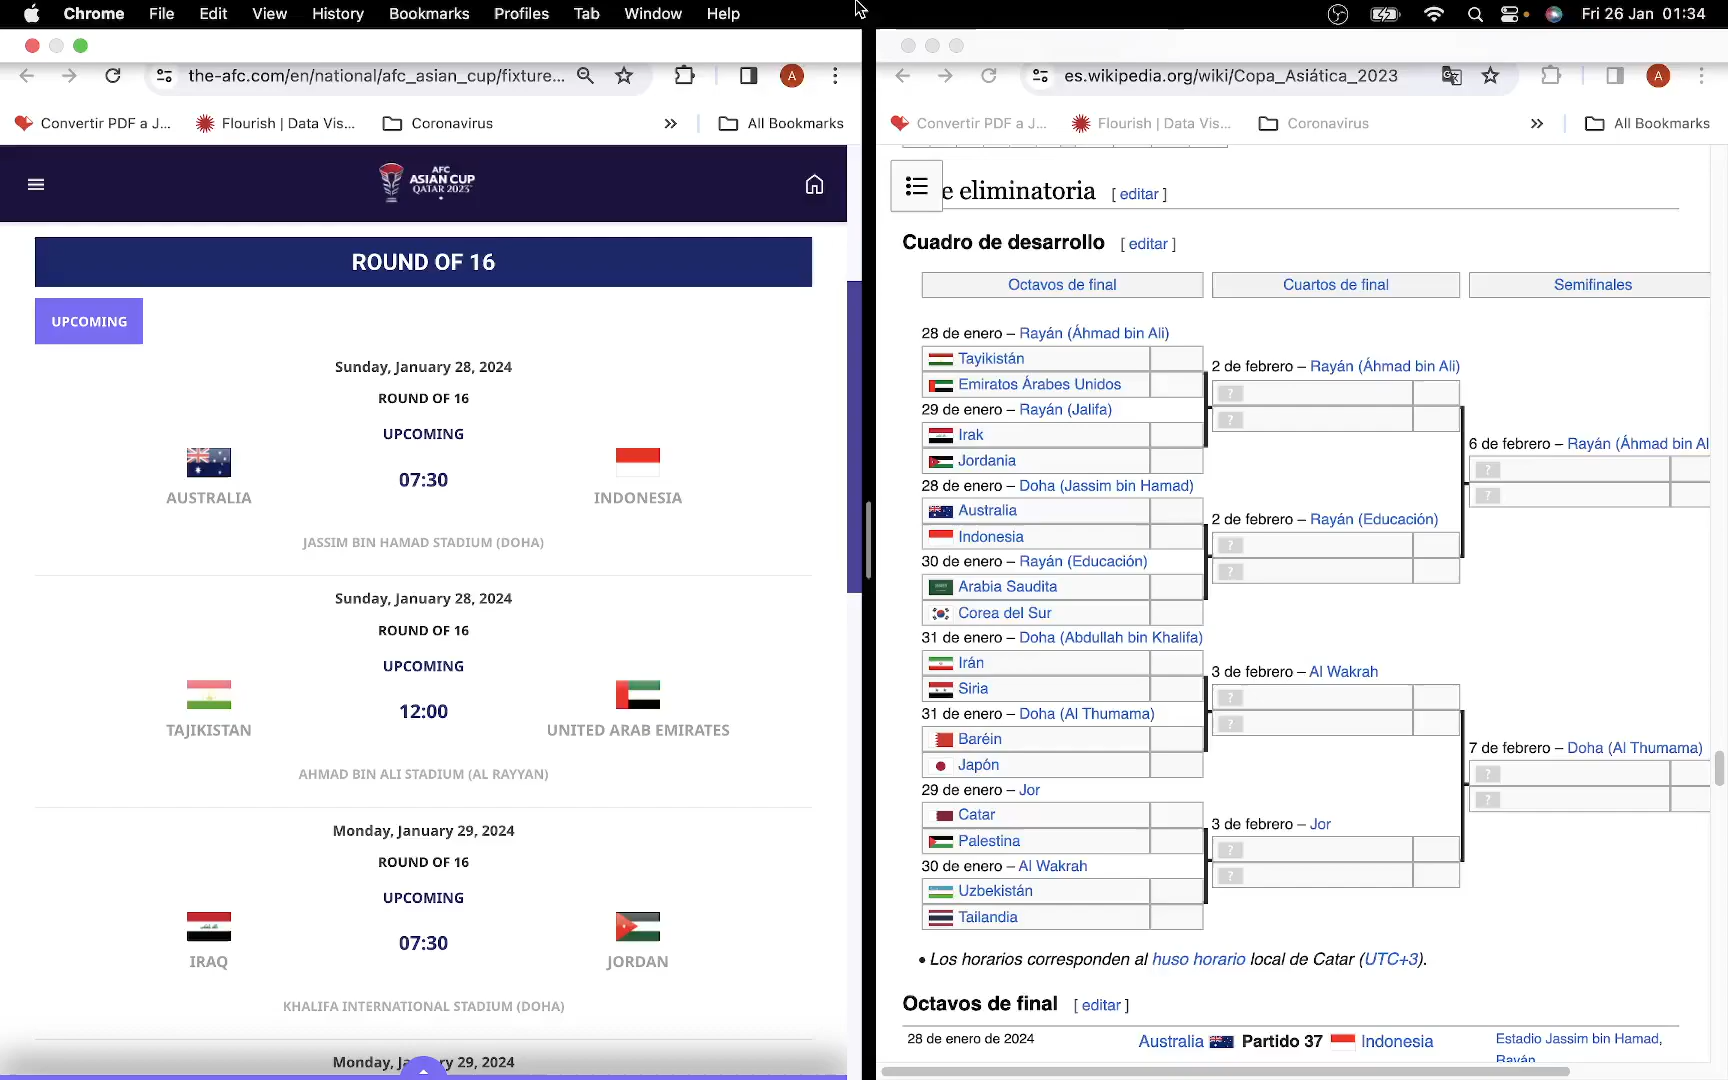 Chrome File Edit View History Bookmarks Profiles Tab Window Help
Fri 26 Jan 01:34
the-afc.com/en/national/afc_asian_cup/fixture...
A
Convertir PDF a J...
Flourish | Data Vis...
Coronavirus
»
All Bookmarks
AFC
ASIAN CUP
QATAR 2023
ROUND OF 16
UPCOMING
Sunday, January 28, 2024
ROUND OF 16
UPCOMING
07:30
AUSTRALIA
INDONESIA
JASSIM BIN HAMAD STADIUM (DOHA)
Sunday, January 28, 2024
ROUND OF 16
UPCOMING
12:00
TAJIKISTAN
UNITED ARAB EMIRATES
AHMAD BIN ALI STADIUM (AL RAYYAN)
Monday, January 29, 2024
ROUND OF 16
UPCOMING
07:30
IRAQ
JORDAN
KHALIFA INTERNATIONAL STADIUM (DOHA)
Monday, January 29, 2024
es.wikipedia.org/wiki/Copa_Asiática_2023
A
Convertir PDF a J...
Flourish | Data Vis...
Coronavirus
»
All Bookmarks
e eliminatoria [ editar ]
Cuadro de desarrollo [ editar ]
Octavos de final
Cuartos de final
Semifinales
28 de enero – Rayán (Áhmad bin Ali)
Tayikistán
Emiratos Árabes Unidos
29 de enero – Rayán (Jalifa)
Irak
Jordania
28 de enero – Doha (Jassim bin Hamad)
Australia
Indonesia
30 de enero – Rayán (Educación)
Arabia Saudita
Corea del Sur
31 de enero – Doha (Abdullah bin Khalifa)
Irán
Siria
31 de enero – Doha (Al Thumama)
Baréin
Japón
29 de enero – Jor
Catar
Palestina
30 de enero – Al Wakrah
Uzbekistán
Tailandia
2 de febrero – Rayán (Áhmad bin Ali)
?
?
2 de febrero – Rayán (Educación)
?
?
3 de febrero – Al Wakrah
?
?
3 de febrero – Jor
?
?
6 de febrero – Rayán (Áhmad bin Al
?
?
7 de febrero – Doha (Al Thumama)
?
?
• Los horarios corresponden al huso horario local de Catar (UTC+3).
Octavos de final [ editar ]
28 de enero de 2024
Australia Partido 37 Indonesia
Estadio Jassim bin Hamad,
Rayán